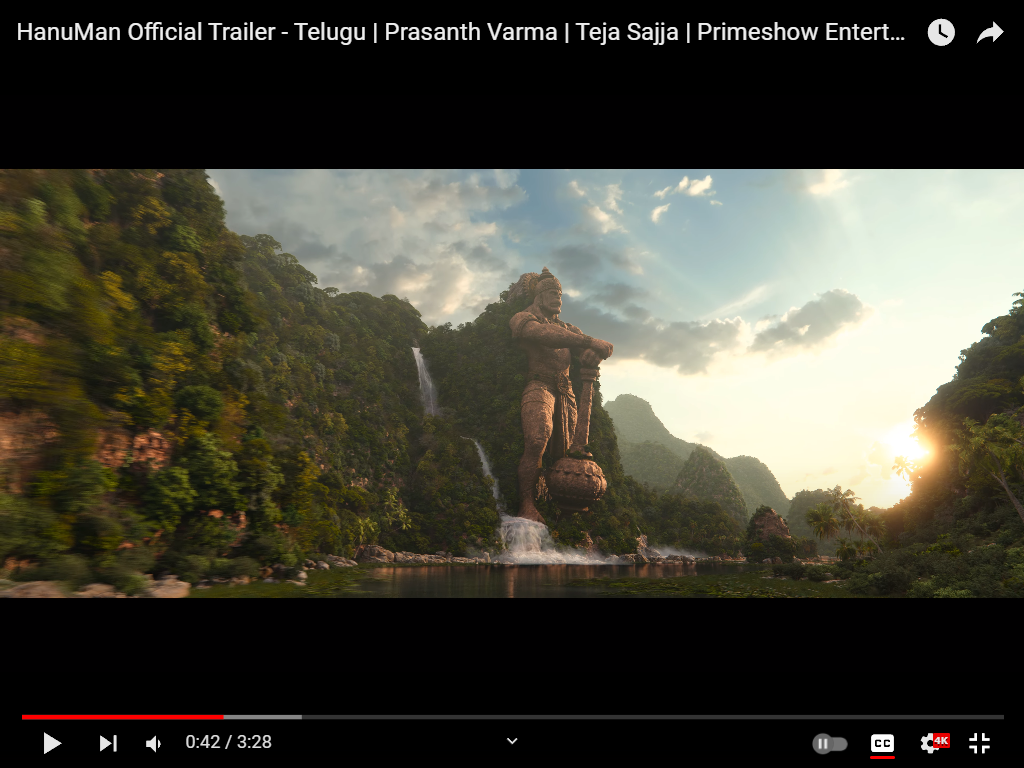 HanuMan Official Trailer - Telugu | Prasanth Varma | Teja Sajja | Primeshow Entert...
0:42 / 3:28
CC
4K